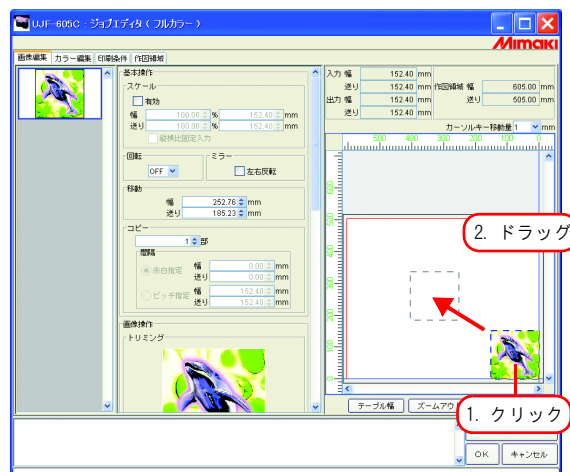 UJF-605C : ジョブエディタ ( フルカラー )
Mimaki
画像編集 カラー編集 印刷条件 作図領域
基本操作
スケール
有効
幅 100.00 % 152.40 mm
送り 100.00 % 152.40 mm
縦横比固定入力
回転
OFF
ミラー
左右反転
移動
幅 252.76 mm
送り 185.23 mm
コピー
1 部
間隔
余白指定
幅 0.00 mm
送り 0.00 mm
ピッチ指定
幅 152.40 mm
送り 152.40 mm
画像操作
トリミング
入力 幅 152.40 mm
送り 152.40 mm
出力 幅 152.40 mm
送り 152.40 mm
作図領域 幅 605.00 mm
送り 505.00 mm
カーソルキー移動量 1 mm
500 400 300 200 100 0
600
500
400
300
200
100
0
2. ドラッグ
1. クリック
テーブル幅
ズームアウ
OK
キャンセル